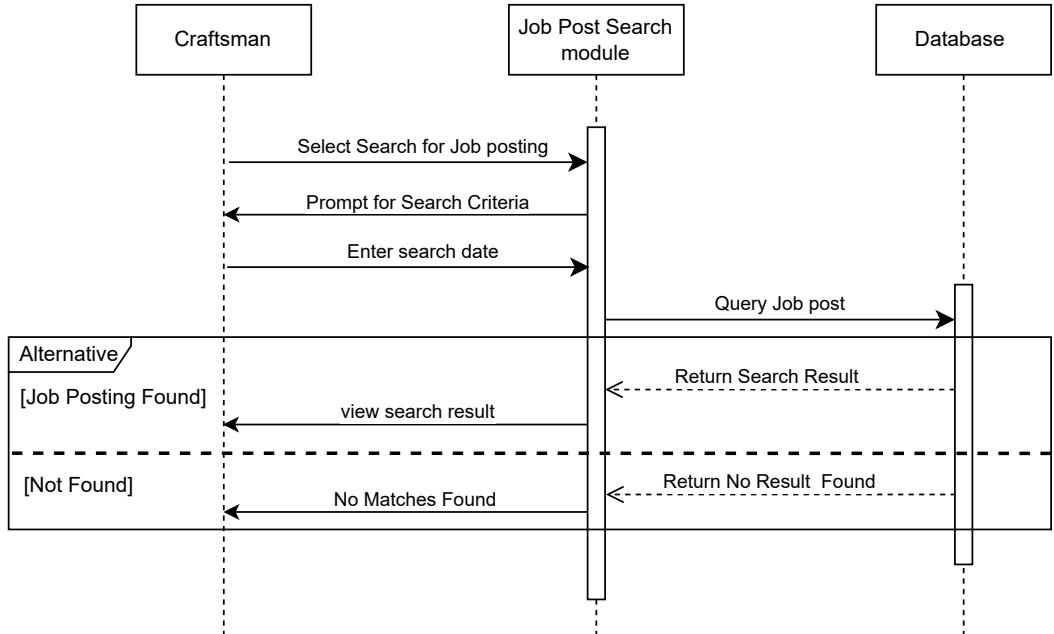 Craftsman
Job Post Search
module
Database
Select Search for Job posting
Prompt for Search Criteria
Enter search date
Query Job post
Alternative
Return Search Result
[Job Posting Found]
view search result
Return No Result  Found
[Not Found]
No Matches Found